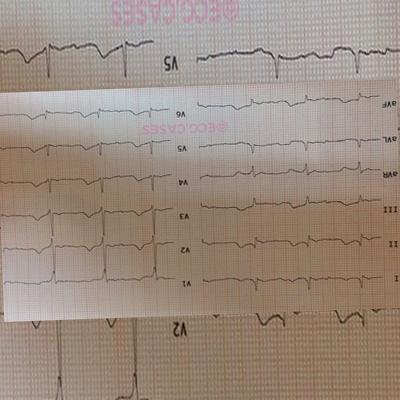 V2
I V1
II V2
III V3
aVR V4
aVL V5
@ECG.CASES
aVF V6
V5
@ECG.CASES